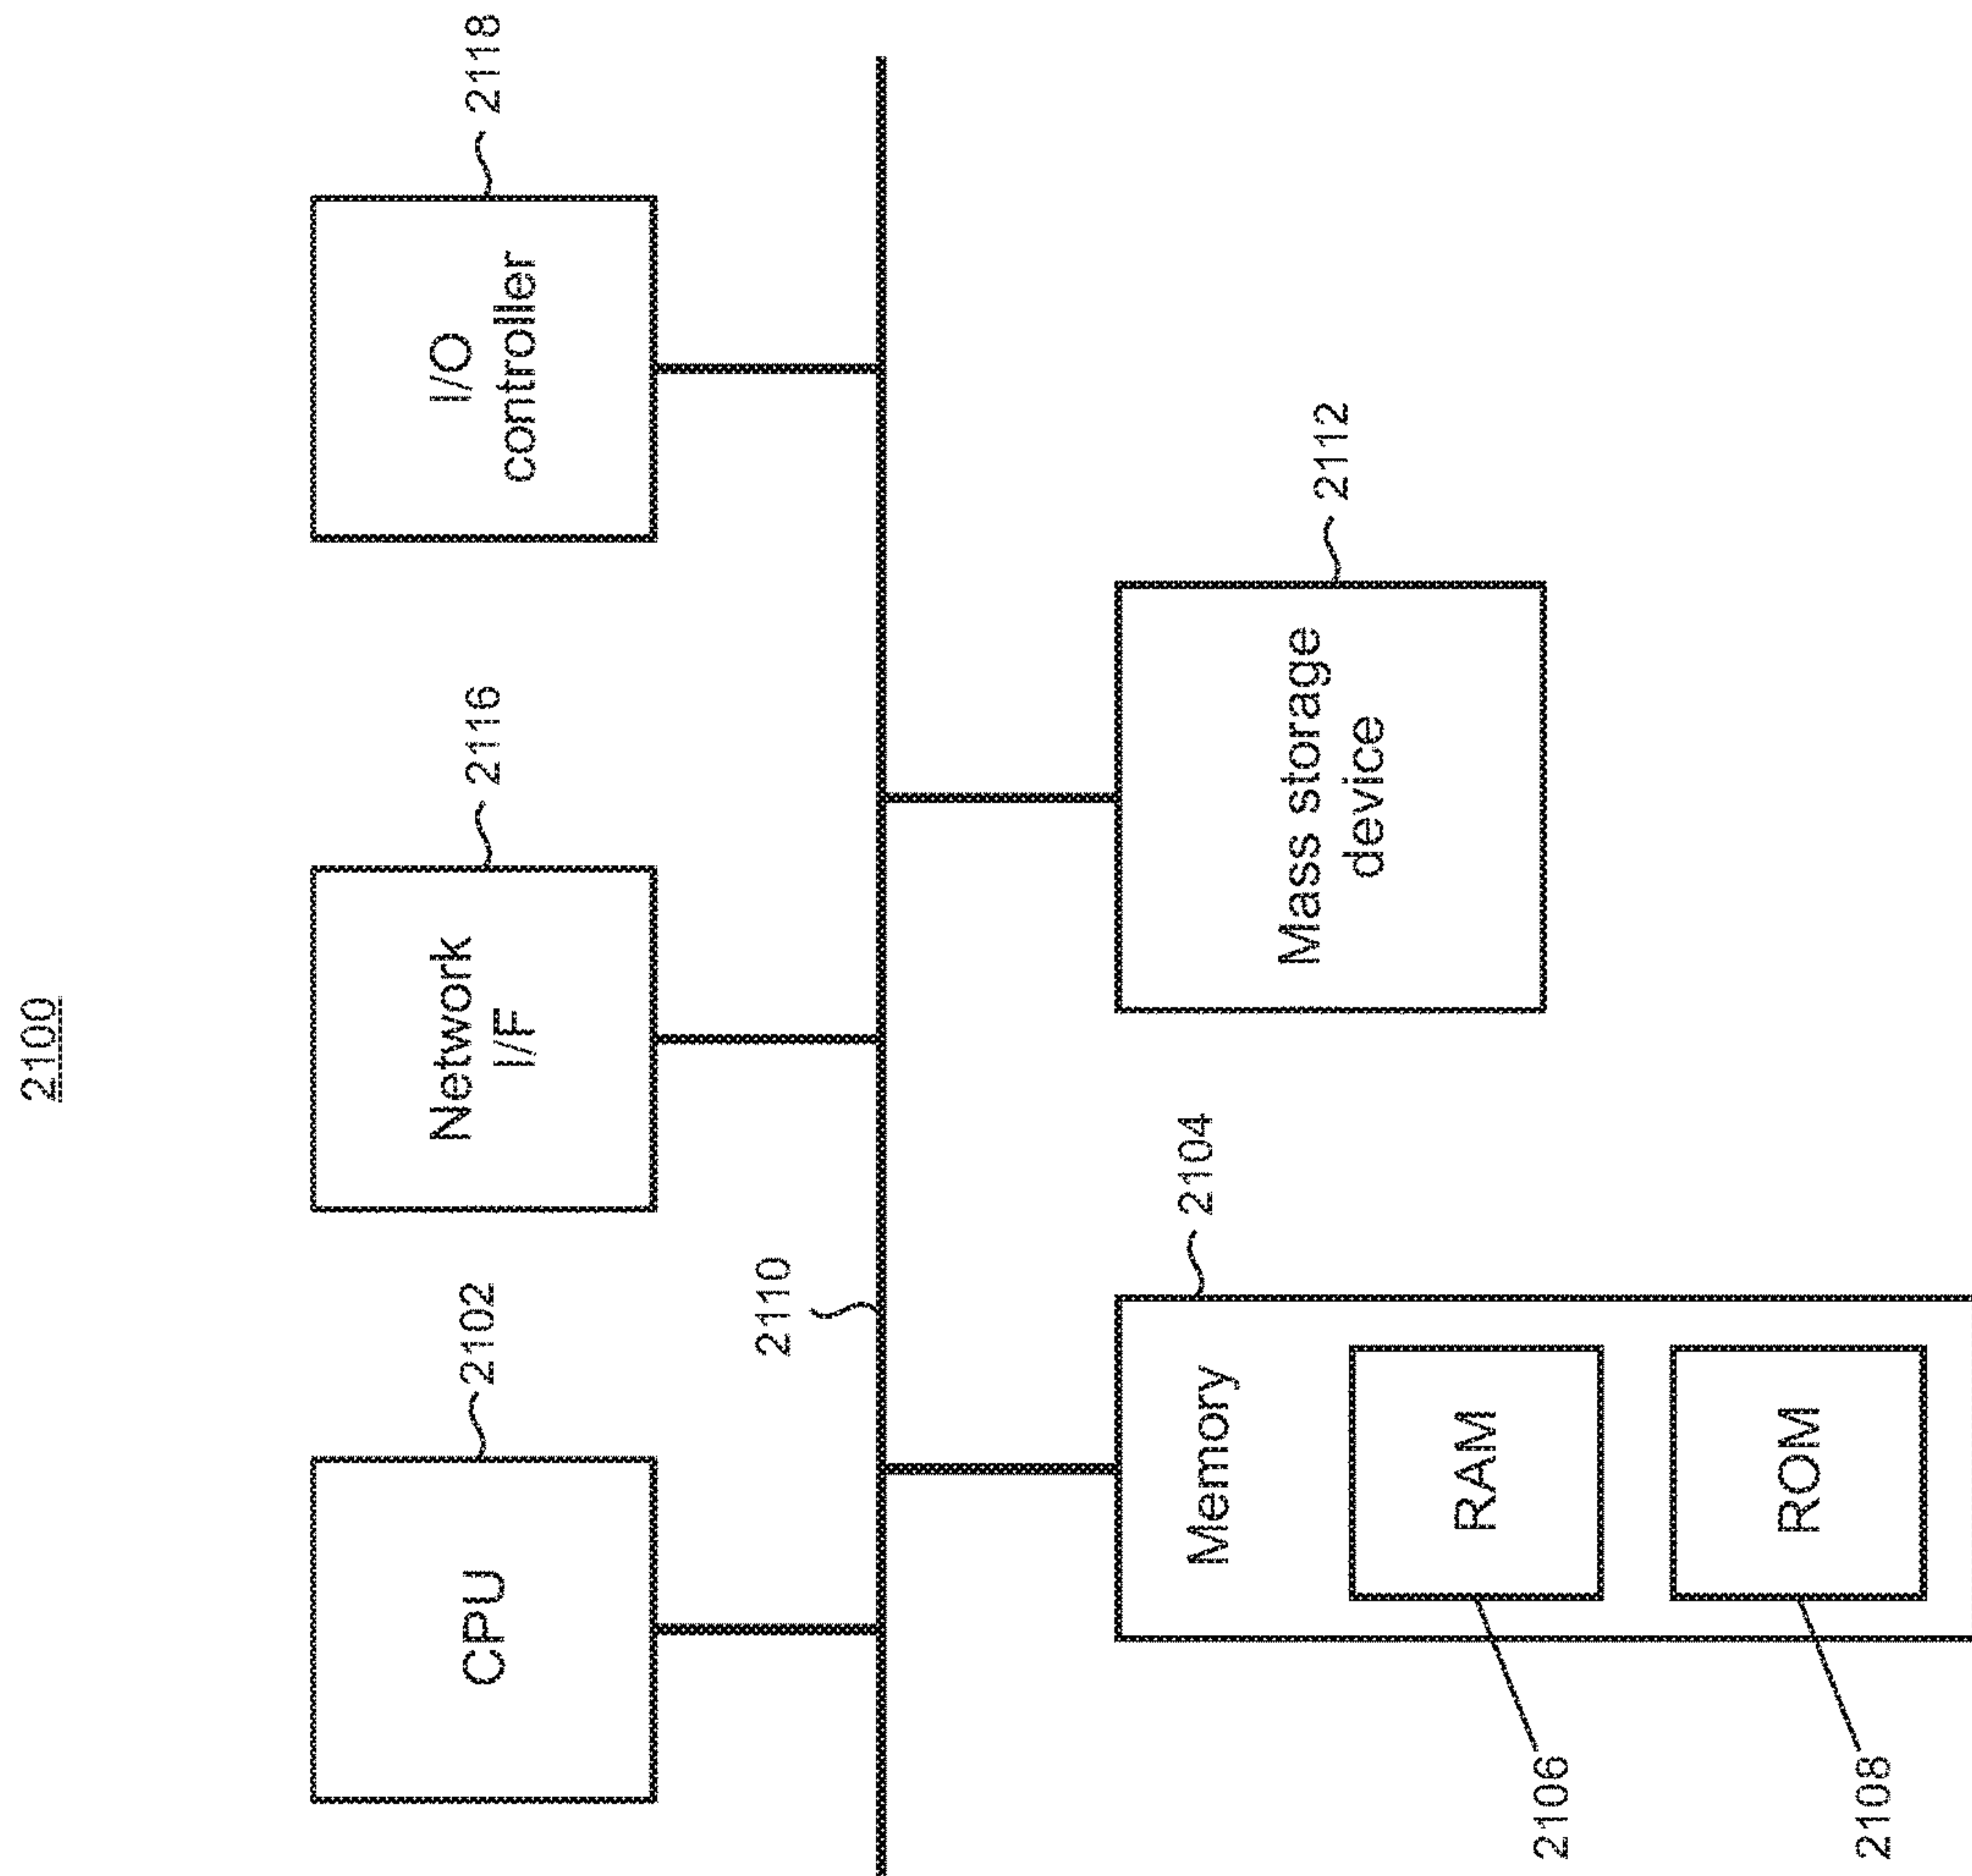 2100
CPU
2102
Network
I/F
2116
I/O
controller
2118
2110
Memory
2104
RAM
2106
ROM
2108
Mass storage
device
2112